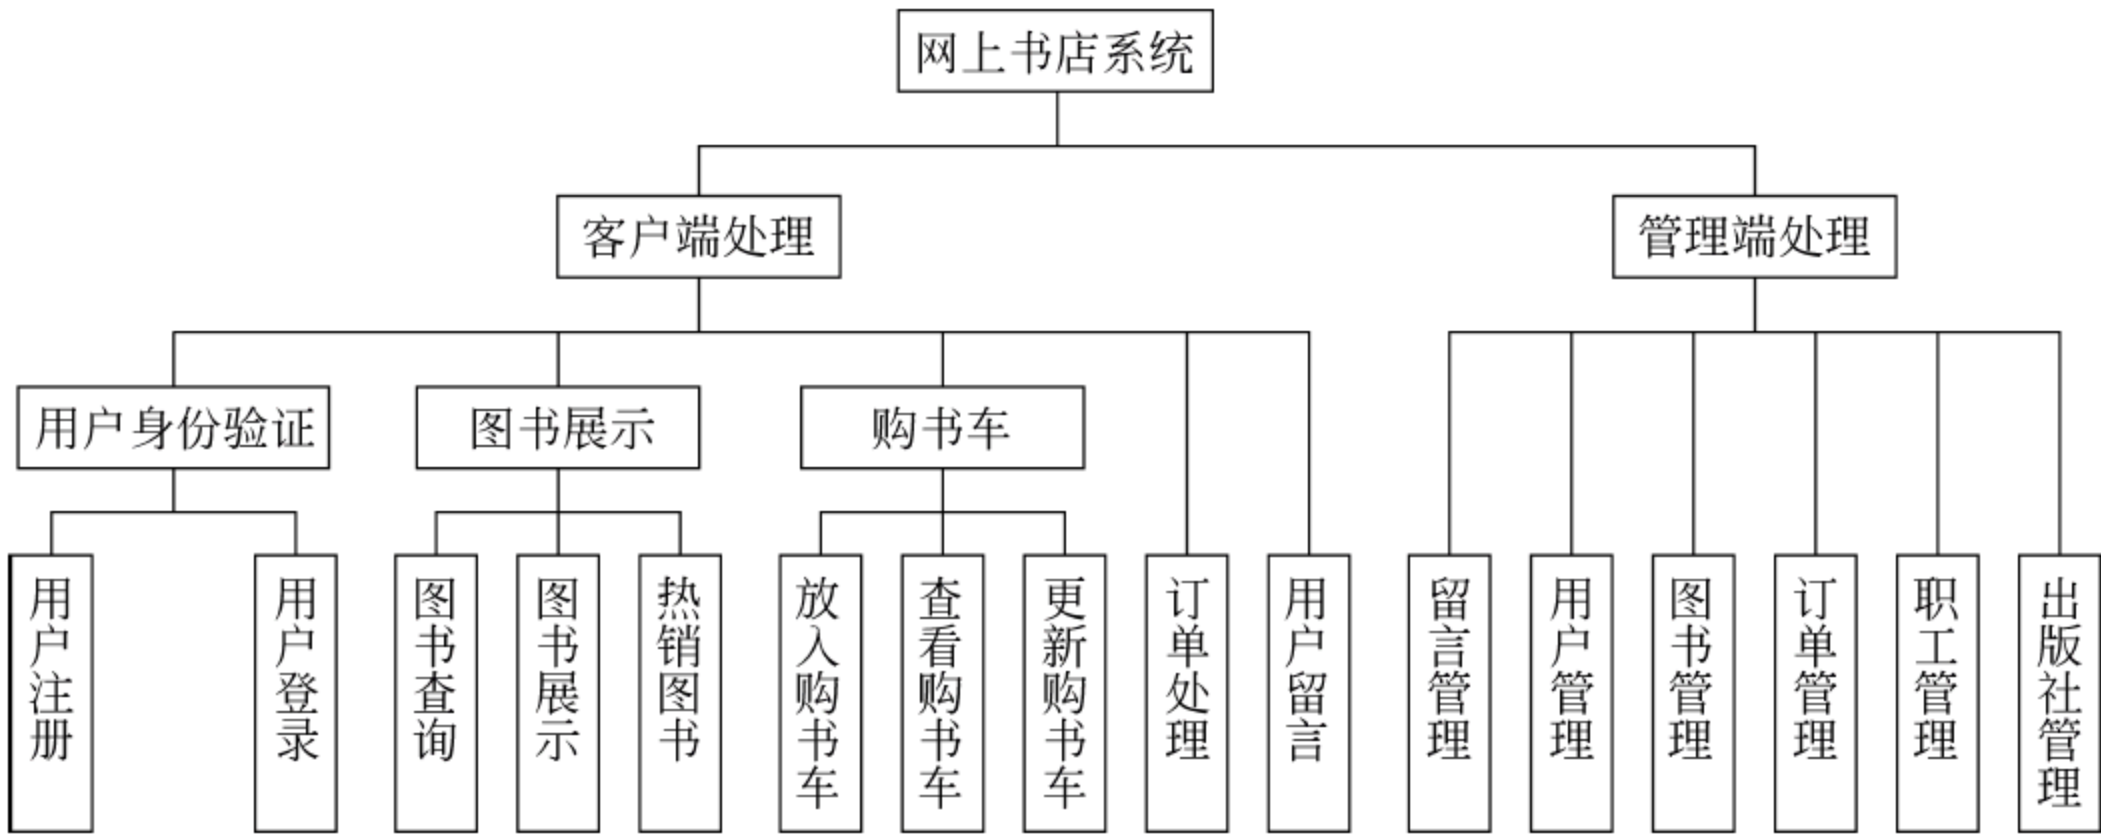 网上书店系统
客户端处理
管理端处理
用户身份验证
图书展示
购书车
用户注册
用户登录
图书查询
图书展示
热销图书
放入购书车
查看购书车
更新购书车
订单处理
用户留言
留言管理
用户管理
图书管理
订单管理
职工管理
出版社管理